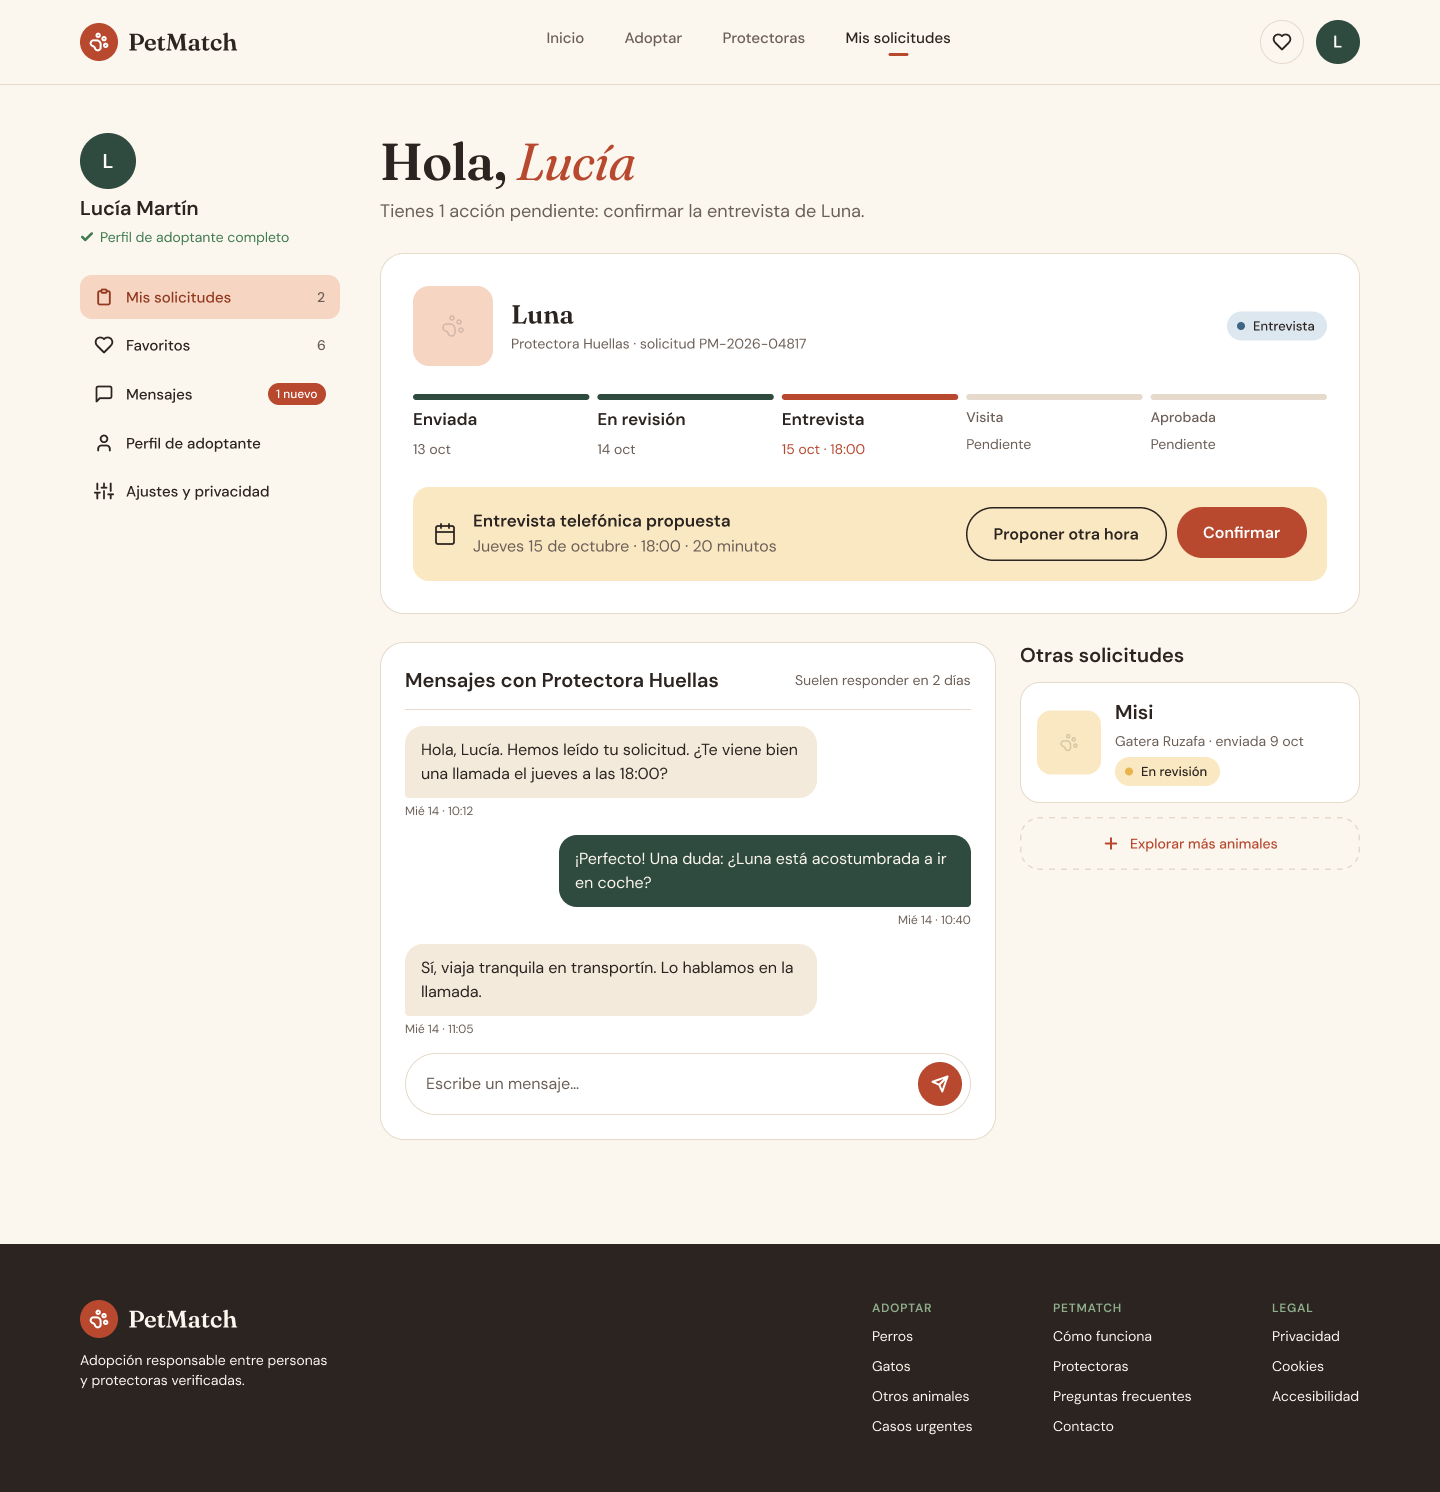 PetMatch
Inicio
Adoptar
Protectoras
Mis solicitudes
L
L
Lucía Martín
Perfil de adoptante completo
Mis solicitudes 2
Favoritos 6
Mensajes 1 nuevo
Perfil de adoptante
Ajustes y privacidad
Hola, Lucía
Tienes 1 acción pendiente: confirmar la entrevista de Luna.
Luna
Protectora Huellas · solicitud PM-2026-04817
Entrevista
Enviada
13 oct
En revisión
14 oct
Entrevista
15 oct · 18:00
Visita
Pendiente
Aprobada
Pendiente
Entrevista telefónica propuesta
Jueves 15 de octubre · 18:00 · 20 minutos
Proponer otra hora
Confirmar
Mensajes con Protectora Huellas
Suelen responder en 2 días
Hola, Lucía. Hemos leído tu solicitud. ¿Te viene bien
una llamada el jueves a las 18:00?
Mié 14 · 10:12
¡Perfecto! Una duda: ¿Luna está acostumbrada a ir
en coche?
Mié 14 · 10:40
Sí, viaja tranquila en transportín. Lo hablamos en la
llamada.
Mié 14 · 11:05
Escribe un mensaje...
Otras solicitudes
Misi
Gatera Ruzafa · enviada 9 oct
En revisión
Explorar más animales
PetMatch
Adopción responsable entre personas
y protectoras verificadas.
ADOPTAR
Perros
Gatos
Otros animales
Casos urgentes
PETMATCH
Cómo funciona
Protectoras
Preguntas frecuentes
Contacto
LEGAL
Privacidad
Cookies
Accesibilidad